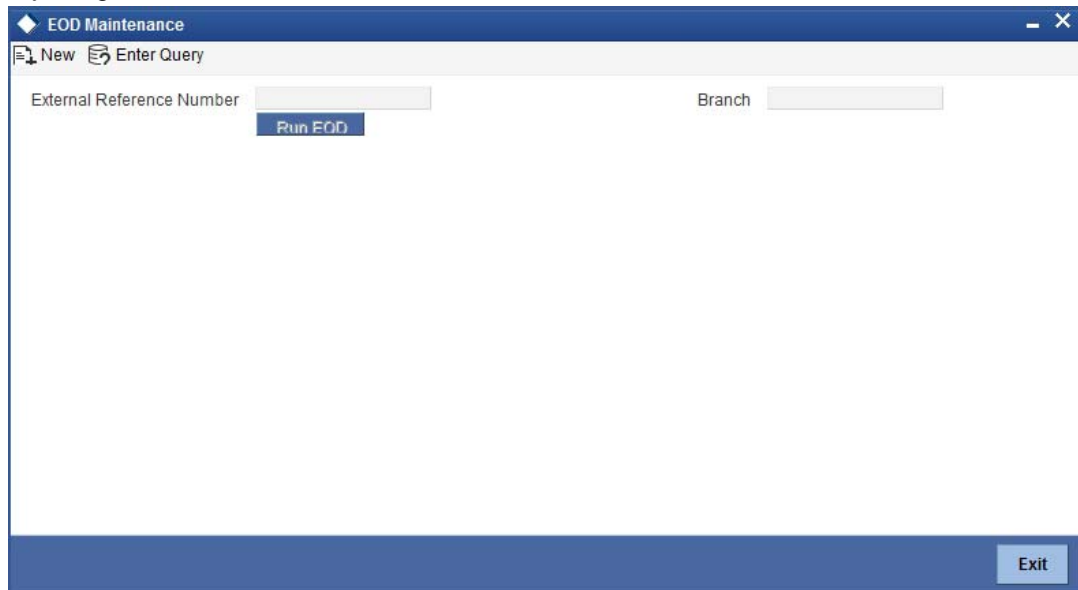 EOD Maintenance
New Enter Query
External Reference Number Branch
Run EOD
Exit